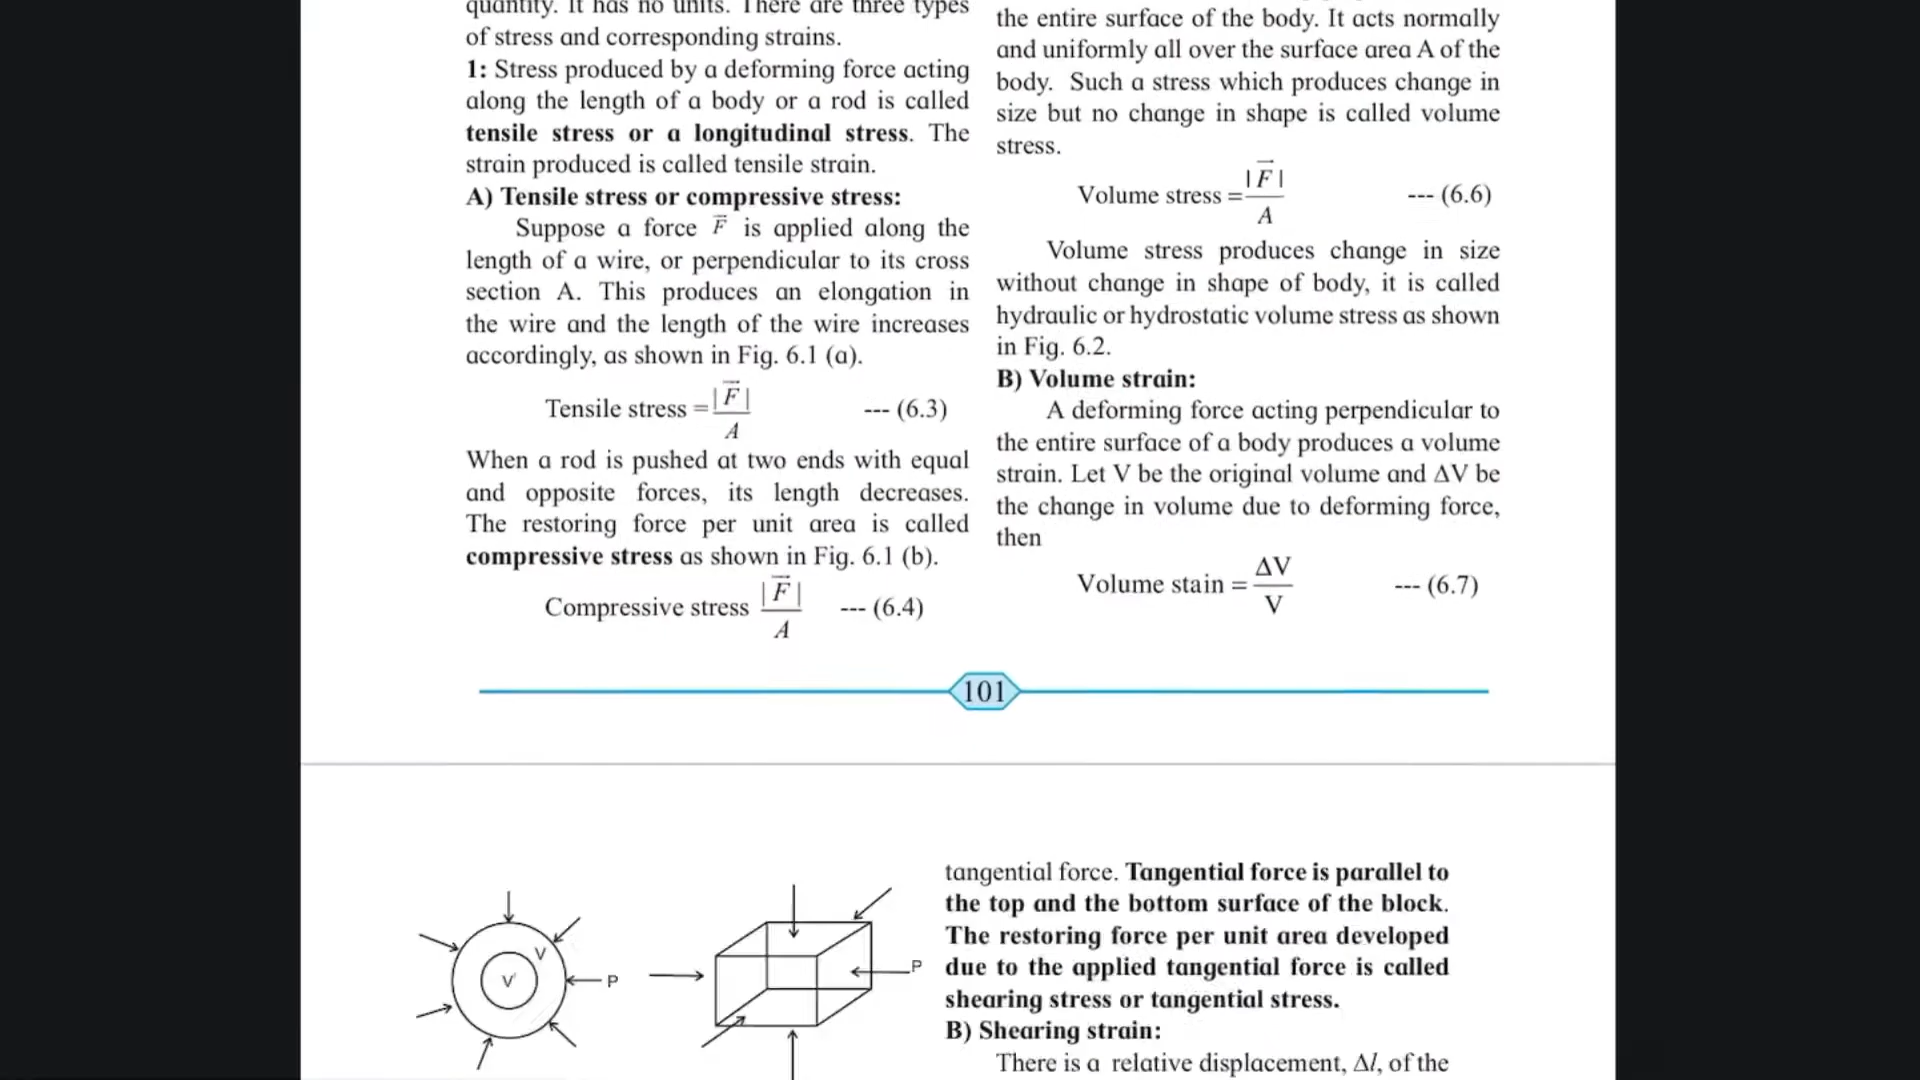 quantity. It has no units. There are three types
of stress and corresponding strains.
1: Stress produced by a deforming force acting
along the length of a body or a rod is called
tensile stress or a longitudinal stress. The
strain produced is called tensile strain.
A) Tensile stress or compressive stress:
Suppose a force F̅ is applied along the
length of a wire, or perpendicular to its cross
section A. This produces an elongation in
the wire and the length of the wire increases
accordingly, as shown in Fig. 6.1 (a).
Tensile stress = |F̅| / A --- (6.3)
When a rod is pushed at two ends with equal
and opposite forces, its length decreases.
The restoring force per unit area is called
compressive stress as shown in Fig. 6.1 (b).
Compressive stress |F̅| / A --- (6.4)
the entire surface of the body. It acts normally
and uniformly all over the surface area A of the
body. Such a stress which produces change in
size but no change in shape is called volume
stress.
Volume stress = |F⃗| / A --- (6.6)
Volume stress produces change in size
without change in shape of body, it is called
hydraulic or hydrostatic volume stress as shown
in Fig. 6.2.
B) Volume strain:
A deforming force acting perpendicular to
the entire surface of a body produces a volume
strain. Let V be the original volume and ΔV be
the change in volume due to deforming force,
then
Volume stain = ΔV / V --- (6.7)
101
V
V'
P
P
tangential force. Tangential force is parallel to
the top and the bottom surface of the block.
The restoring force per unit area developed
due to the applied tangential force is called
shearing stress or tangential stress.
B) Shearing strain:
There is a relative displacement, Δl, of the